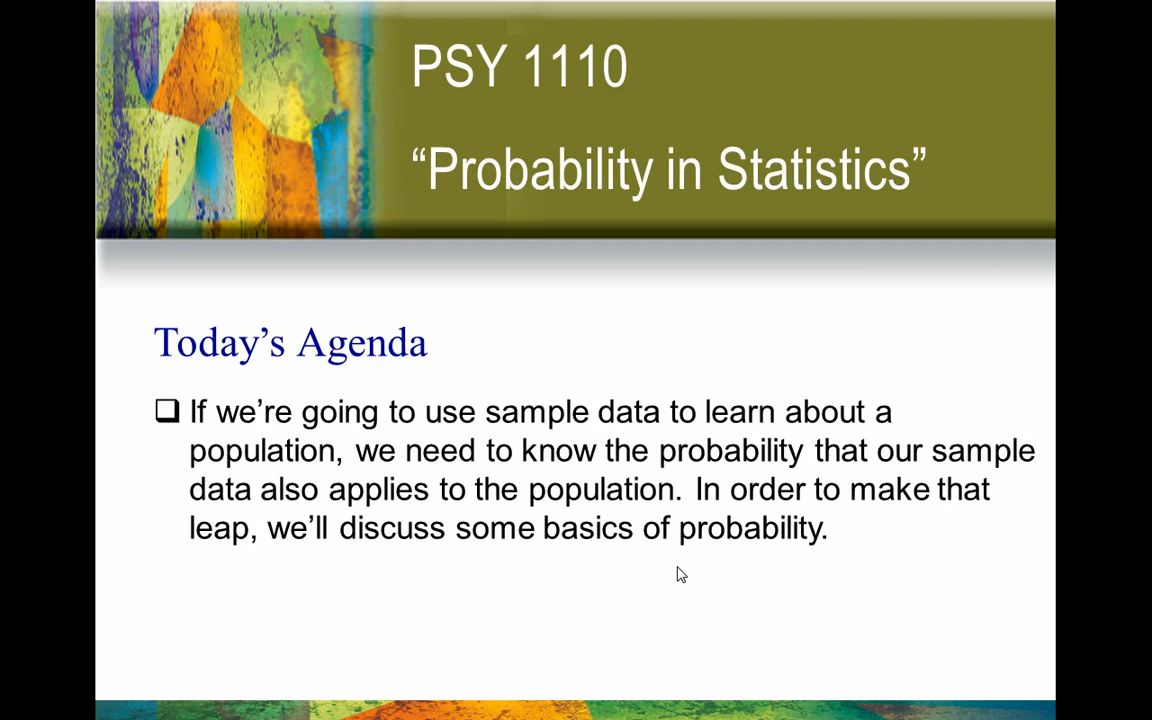 PSY 1110
“Probability in Statistics”
Today’s Agenda
If we’re going to use sample data to learn about a
population, we need to know the probability that our sample
data also applies to the population. In order to make that
leap, we’ll discuss some basics of probability.